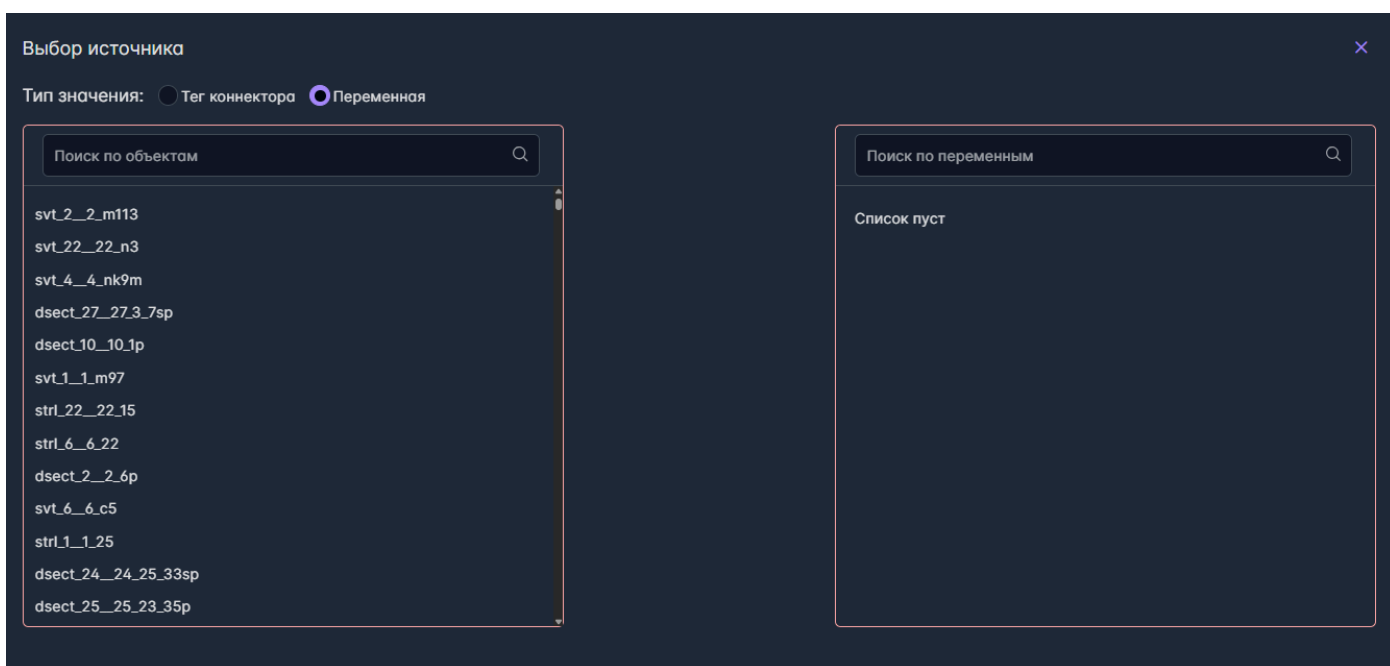 Выбор источника
Тип значения: Тег коннектора Переменная
Поиск по объектам
svt_2__2_m113
svt_22__22_n3
svt_4__4_nk9m
dsect_27__27_3_7sp
dsect_10__10_1p
svt_1__1_m97
strl_22__22_15
strl_6__6_22
dsect_2__2_6p
svt_6__6_c5
strl_1__1_25
dsect_24__24_25_33sp
dsect_25__25_23_35p
Поиск по переменным
Список пуст